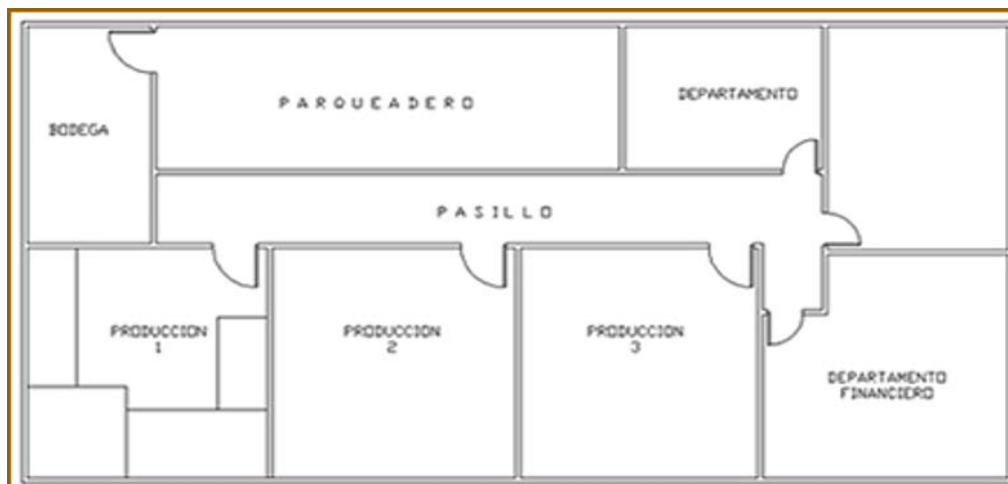 PARQUEADERO
DEPARTAMENTO
BODEGA
PASILLO
PRODUCCION
1
PRODUCCION
2
PRODUCCION
3
DEPARTAMENTO
FINANCIERO